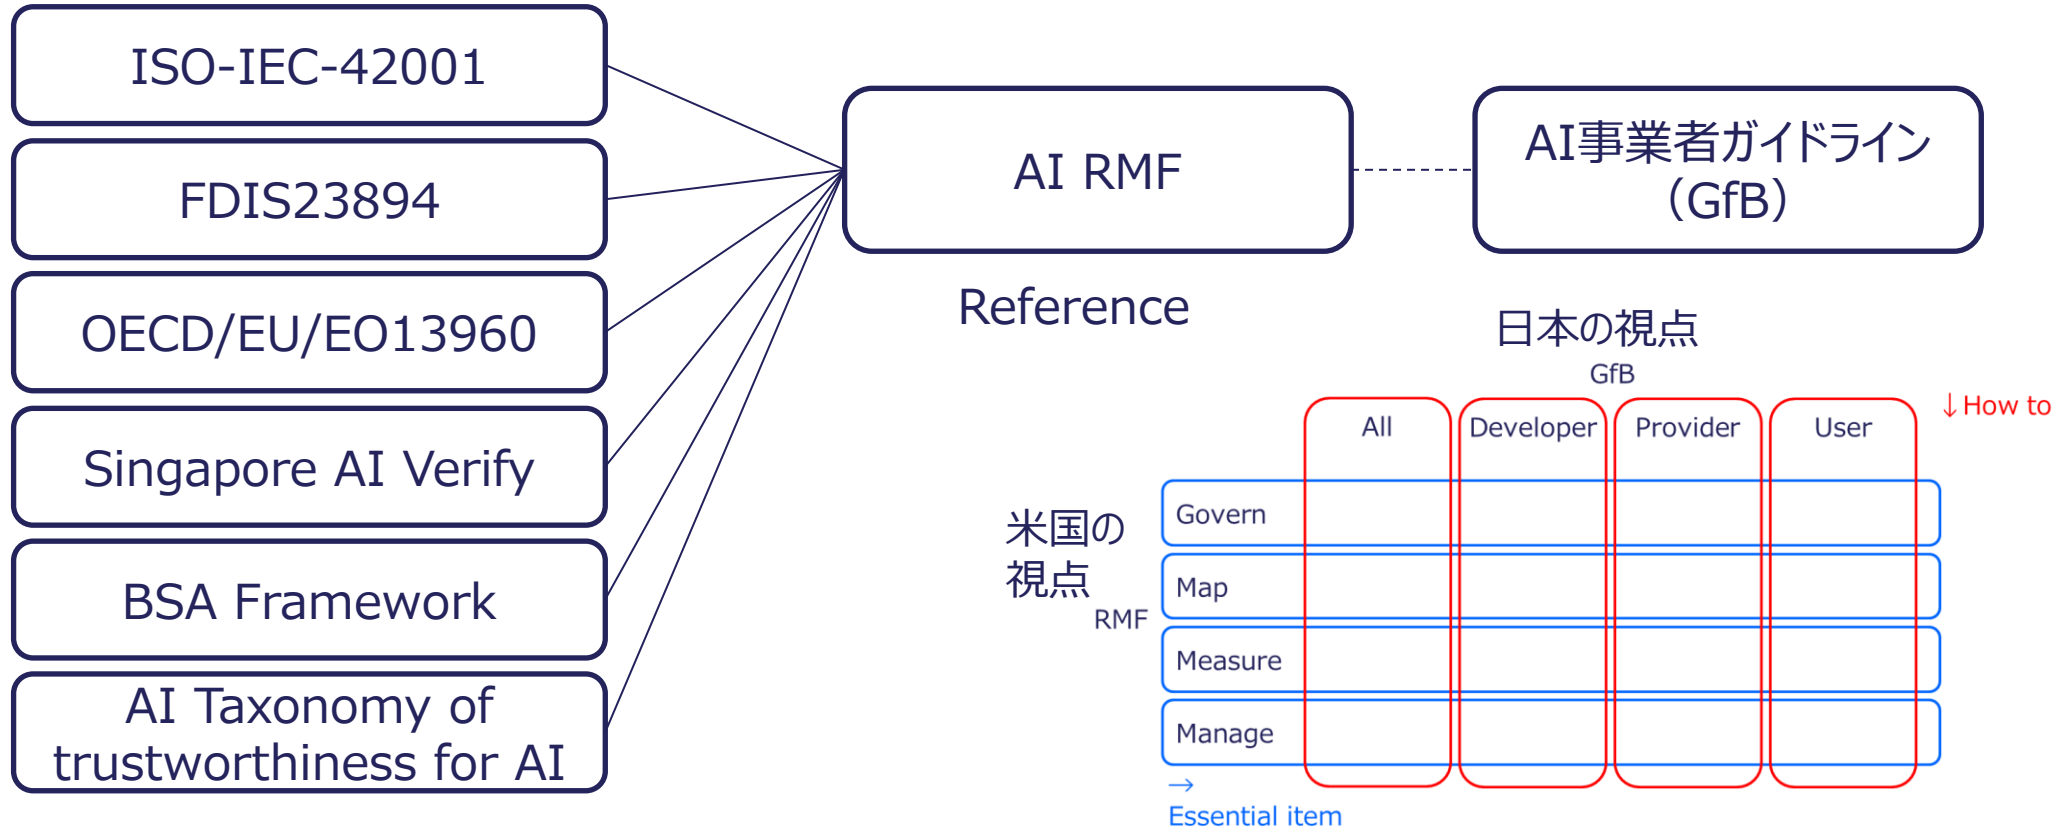 ISO-IEC-42001
FDIS23894
OECD/EU/EO13960
Singapore AI Verify
BSA Framework
AI Taxonomy of
trustworthiness for AI
AI RMF
Reference
AI事業者ガイドライン
（GfB）
日本の視点
GfB
↓How to
All
Developer
Provider
User
米国の
視点
RMF
Govern
Map
Measure
Manage
→
Essential item